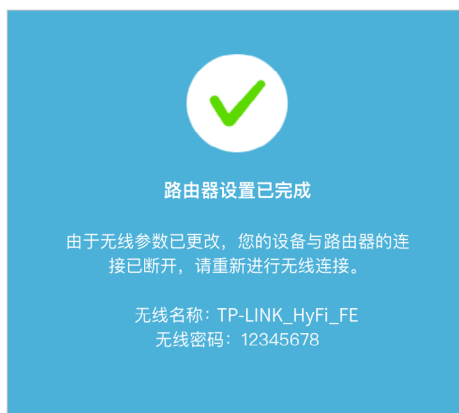 路由器设置已完成
由于无线参数已更改，您的设备与路由器的连
接已断开，请重新进行无线连接。
无线名称：TP-LINK_HyFi_FE
无线密码：12345678